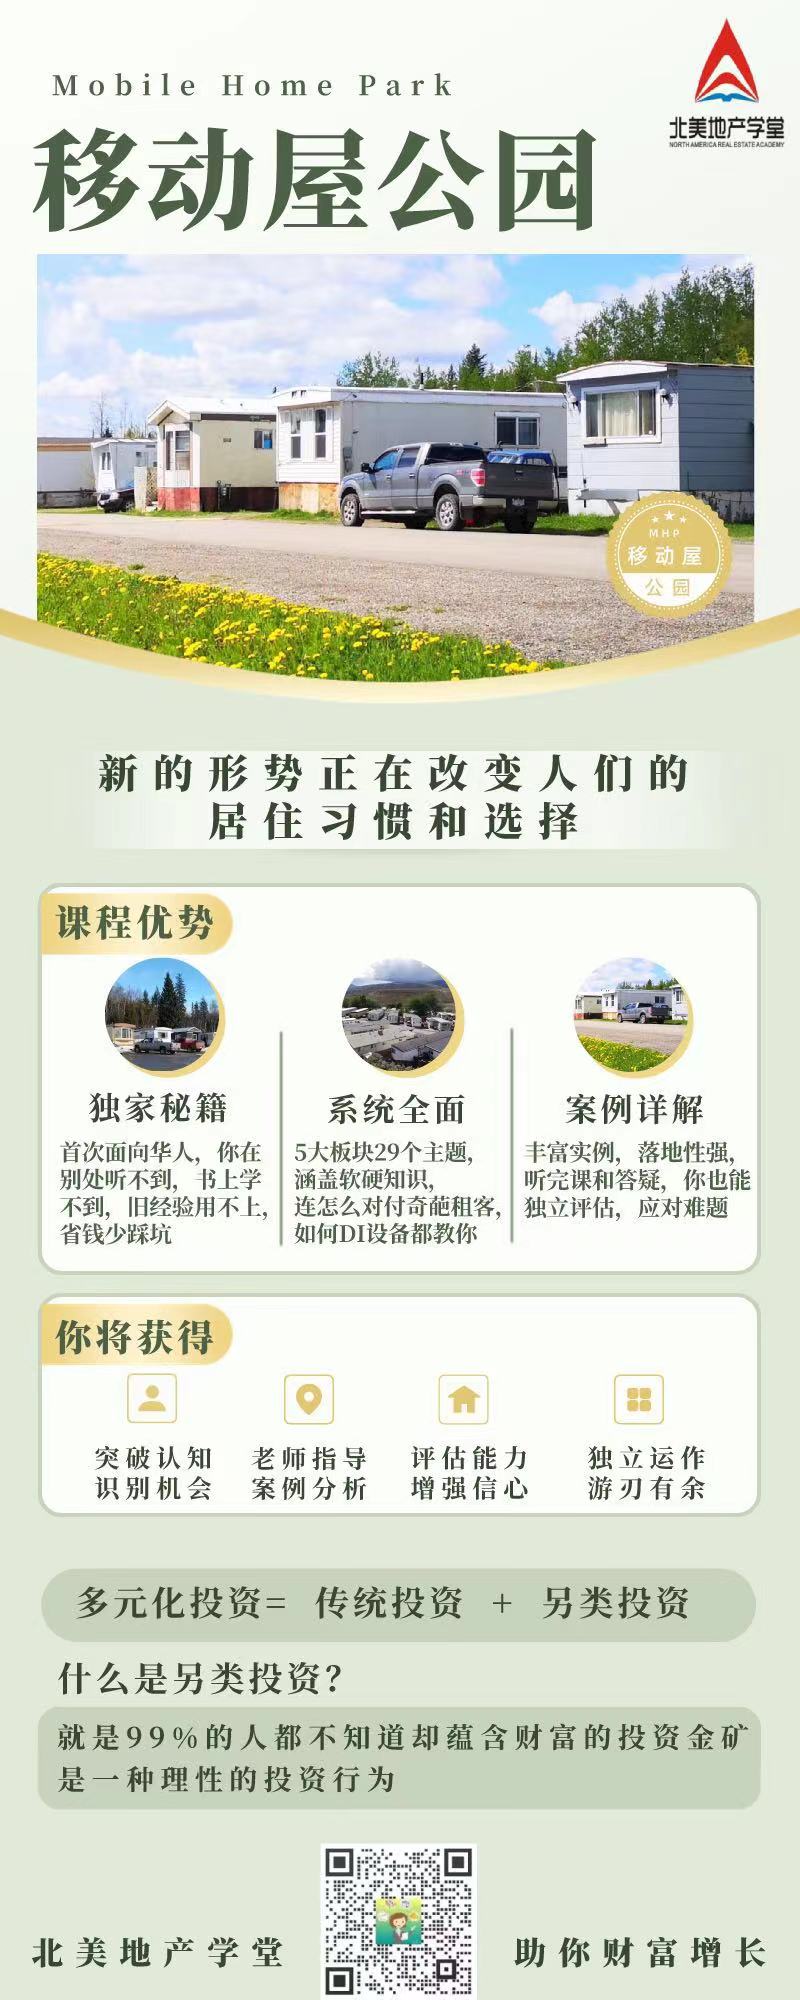 Mobile Home Park
北美地产学堂
NORTH AMERICA REAL ESTATE ACADEMY
移动屋公园
MHP
移动屋
公园
新的形势正在改变人们的
居住习惯和选择
课程优势
独家秘籍
首次面向华人，你在
别处听不到，书上学
不到，旧经验用不上，
省钱少踩坑
系统全面
5大板块29个主题，
涵盖软硬知识，
连怎么对付奇葩租客，
如何DI设备都教你
案例详解
丰富实例，落地性强，
听完课和答疑，你也能
独立评估，应对难题
你将获得
突破认知
识别机会
老师指导
案例分析
评估能力
增强信心
独立运作
游刃有余
多元化投资= 传统投资 + 另类投资
什么是另类投资？
就是99%的人都不知道却蕴含财富的投资金矿
是一种理性的投资行为
北美地产学堂
助你财富增长